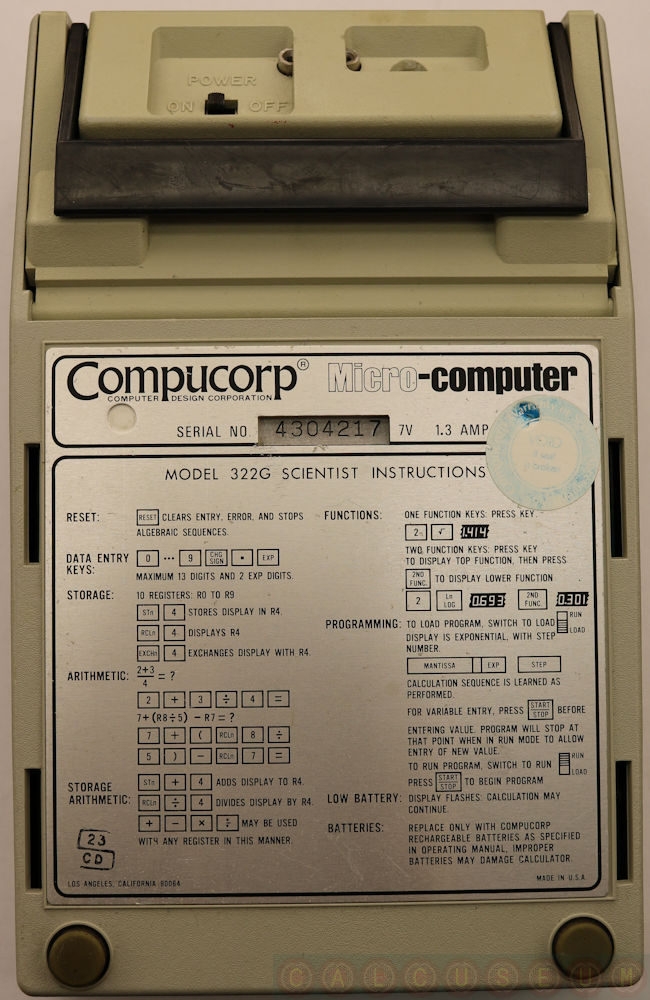 POWER
ON OFF
Compucorp® Micro-computer
COMPUTER DESIGN CORPORATION
SERIAL NO. 4304217 7V 1.3 AMP
MODEL 322G SCIENTIST INSTRUCTIONS
RESET: RESET CLEARS ENTRY, ERROR, AND STOPS
ALGEBRAIC SEQUENCES.
DATA ENTRY KEYS: 0 ••• 9 CHG SIGN • EXP
MAXIMUM 13 DIGITS AND 2 EXP DIGITS.
STORAGE: 10 REGISTERS: R0 TO R9
STn 4 STORES DISPLAY IN R4.
RCLn 4 DISPLAYS R4
EXCHn 4 EXCHANGES DISPLAY WITH R4.
ARITHMETIC: 2+3
4 = ?
2 + 3 ÷ 4 =
7+(R8÷5) – R7 = ?
7 + ( RCLn 8 ÷
5 ) – RCLn 7 =
STORAGE ARITHMETIC: STn + 4 ADDS DISPLAY TO R4.
RCLn ÷ 4 DIVIDES DISPLAY BY R4.
+ – × ÷ MAY BE USED
WITH ANY REGISTER IN THIS MANNER.
23
CD
LOS ANGELES, CALIFORNIA 90064
FUNCTIONS: ONE FUNCTION KEYS: PRESS KEY.
2 √ 1.414
TWO FUNCTION KEYS: PRESS KEY
TO DISPLAY TOP FUNCTION, THEN PRESS
2ND FUNC. TO DISPLAY LOWER FUNCTION
2 Ln LOG 0.693 2ND FUNC. 0.301
PROGRAMMING: TO LOAD PROGRAM, SWITCH TO LOAD RUN LOAD
DISPLAY IS EXPONENTIAL, WITH STEP
NUMBER.
MANTISSA EXP STEP
CALCULATION SEQUENCE IS LEARNED AS
PERFORMED.
FOR VARIABLE ENTRY, PRESS START STOP BEFORE
ENTERING VALUE. PROGRAM WILL STOP AT
THAT POINT WHEN IN RUN MODE TO ALLOW
ENTRY OF NEW VALUE.
TO RUN PROGRAM, SWITCH TO RUN RUN LOAD
PRESS START STOP TO BEGIN PROGRAM
LOW BATTERY: DISPLAY FLASHES: CALCULATION MAY
CONTINUE.
BATTERIES: REPLACE ONLY WITH COMPUCORP
RECHARGEABLE BATTERIES AS SPECIFIED
IN OPERATING MANUAL, IMPROPER
BATTERIES MAY DAMAGE CALCULATOR.
MADE IN U.S.A.
CALCUSEUM